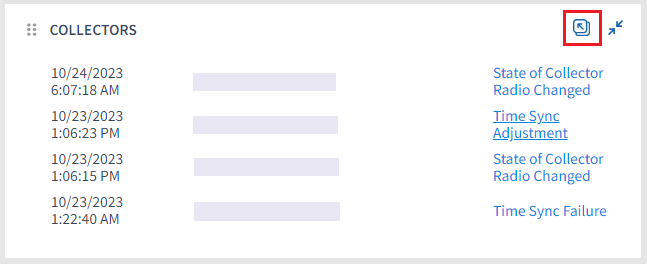 COLLECTORS
10/24/2023
6:07:18 AM
State of Collector
Radio Changed
10/23/2023
1:06:23 PM
Time Sync
Adjustment
10/23/2023
1:06:15 PM
State of Collector
Radio Changed
10/23/2023
1:22:40 AM
Time Sync Failure